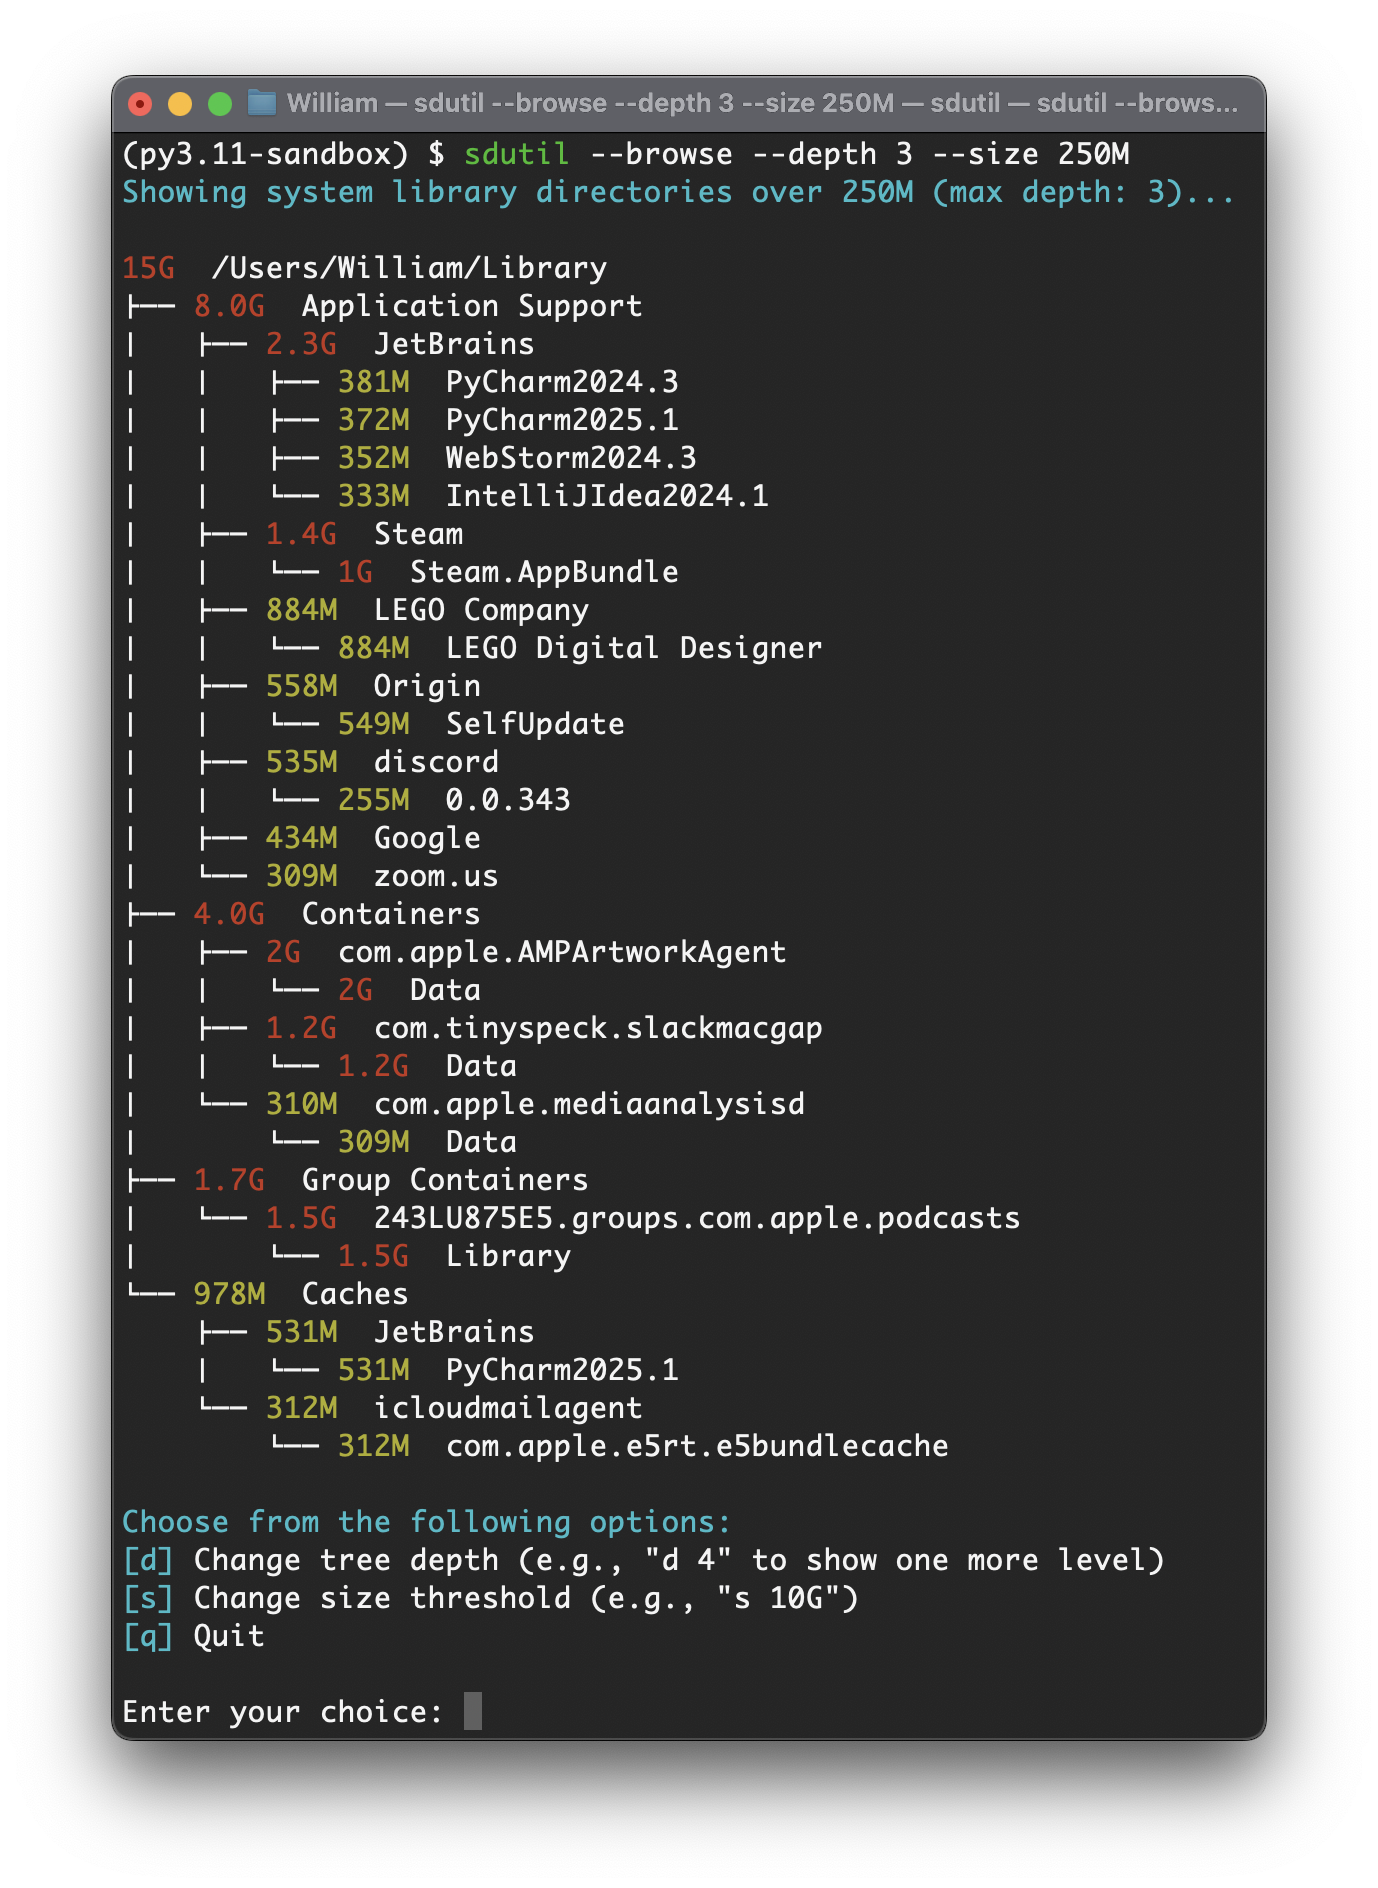 William — sdutil --browse --depth 3 --size 250M — sdutil — sdutil --brows...
(py3.11-sandbox) $ sdutil --browse --depth 3 --size 250M
Showing system library directories over 250M (max depth: 3)...
15G  /Users/William/Library
├── 8.0G  Application Support
|   ├── 2.3G  JetBrains
|   |   ├── 381M  PyCharm2024.3
|   |   ├── 372M  PyCharm2025.1
|   |   ├── 352M  WebStorm2024.3
|   |   └── 333M  IntelliJIdea2024.1
|   ├── 1.4G  Steam
|   |   └── 1G  Steam.AppBundle
|   ├── 884M  LEGO Company
|   |   └── 884M  LEGO Digital Designer
|   ├── 558M  Origin
|   |   └── 549M  SelfUpdate
|   ├── 535M  discord
|   |   └── 255M  0.0.343
|   ├── 434M  Google
|   └── 309M  zoom.us
├── 4.0G  Containers
|   ├── 2G  com.apple.AMPArtworkAgent
|   |   └── 2G  Data
|   ├── 1.2G  com.tinyspeck.slackmacgap
|   |   └── 1.2G  Data
|   └── 310M  com.apple.mediaanalysisd
|       └── 309M  Data
├── 1.7G  Group Containers
|   └── 1.5G  243LU875E5.groups.com.apple.podcasts
|       └── 1.5G  Library
└── 978M  Caches
    ├── 531M  JetBrains
    |   └── 531M  PyCharm2025.1
    └── 312M  icloudmailagent
        └── 312M  com.apple.e5rt.e5bundlecache
Choose from the following options:
[d] Change tree depth (e.g., "d 4" to show one more level)
[s] Change size threshold (e.g., "s 10G")
[q] Quit
Enter your choice: